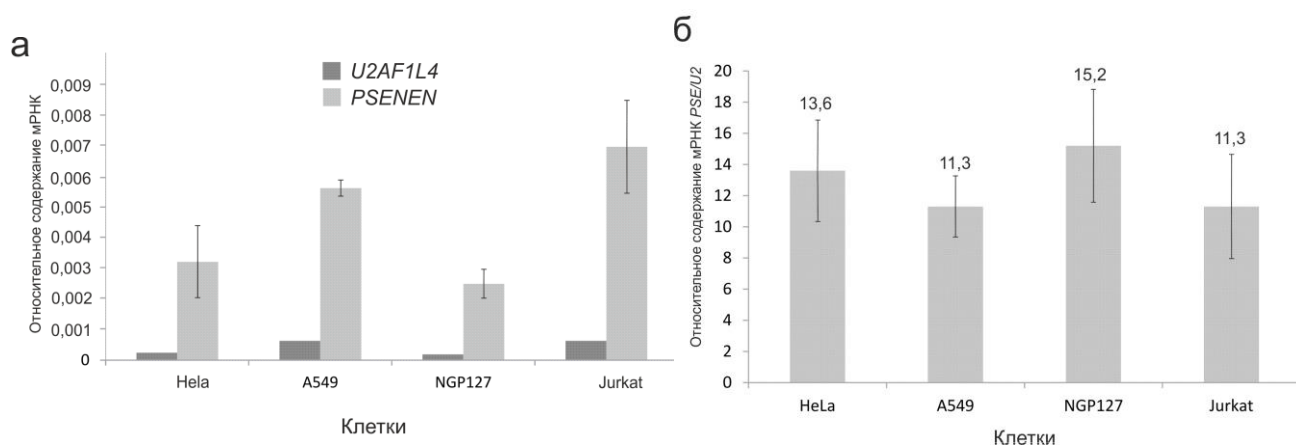 а
Относительное содержание мРНК
0,009
0,008
0,007
0,006
0,005
0,004
0,003
0,002
0,001
0
U2AF1L4
PSENEN
Hela
A549
NGP127
Jurkat
Клетки
б
Относительное содержание мРНК PSE/U2
20
18
16
14
12
10
8
6
4
2
0
13,6
11,3
15,2
11,3
HeLa
A549
NGP127
Jurkat
Клетки